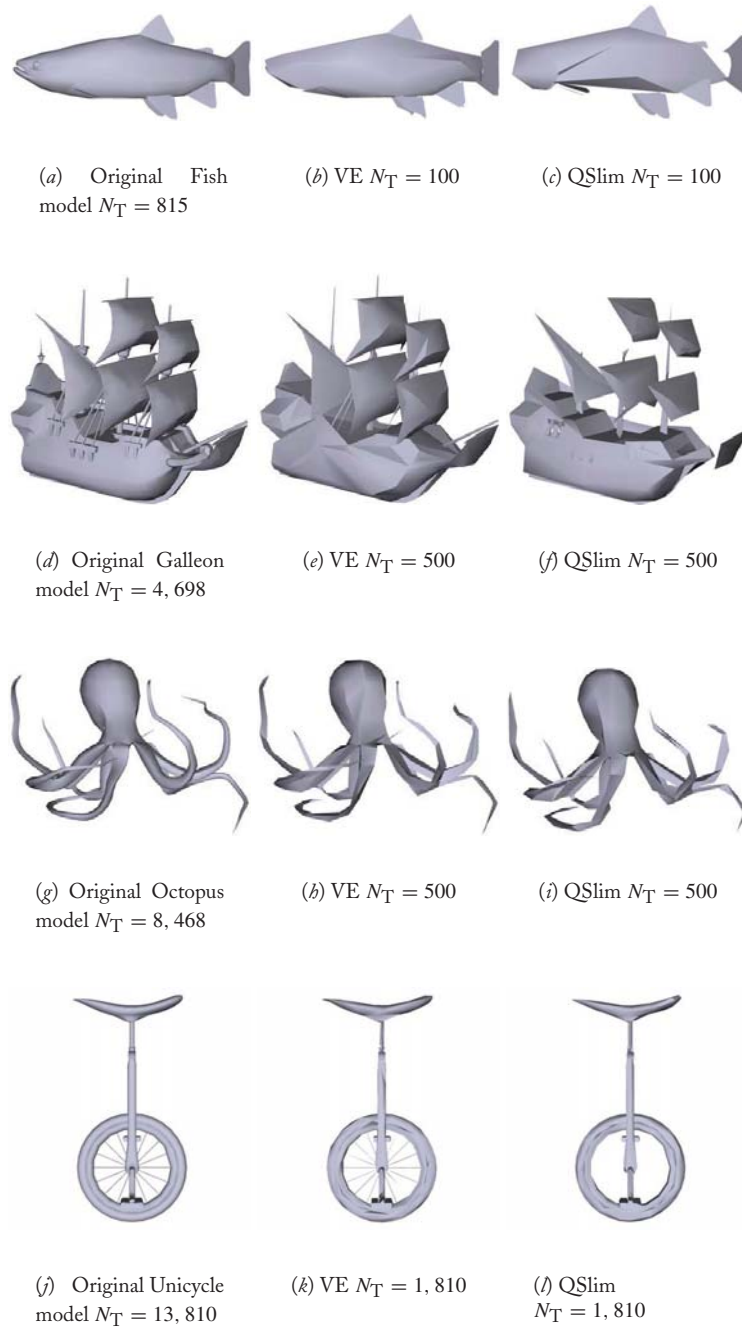 (a) Original Fish
model N_T = 815
(b) VE N_T = 100
(c) QSlim N_T = 100
(d) Original Galleon
model N_T = 4, 698
(e) VE N_T = 500
(f) QSlim N_T = 500
(g) Original Octopus
model N_T = 8, 468
(h) VE N_T = 500
(i) QSlim N_T = 500
(j) Original Unicycle
model N_T = 13, 810
(k) VE N_T = 1, 810
(l) QSlim
N_T = 1, 810